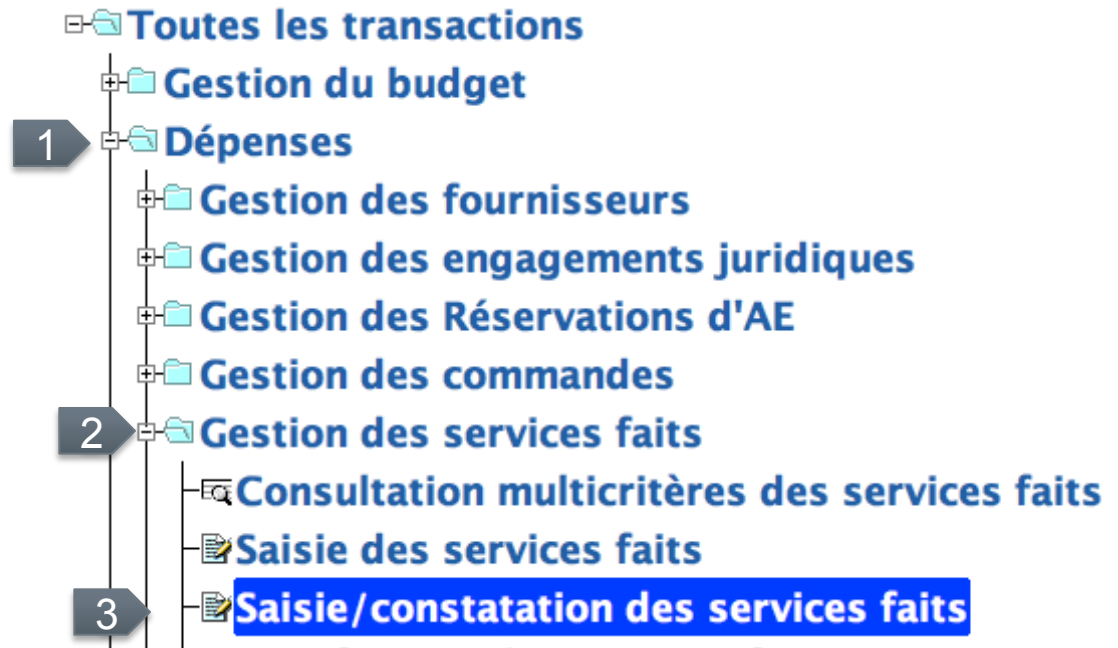 Toutes les transactions
Gestion du budget
1 Dépenses
Gestion des fournisseurs
Gestion des engagements juridiques
Gestion des Réservations d'AE
Gestion des commandes
2 Gestion des services faits
Consultation multicritères des services faits
Saisie des services faits
3 Saisie/constatation des services faits